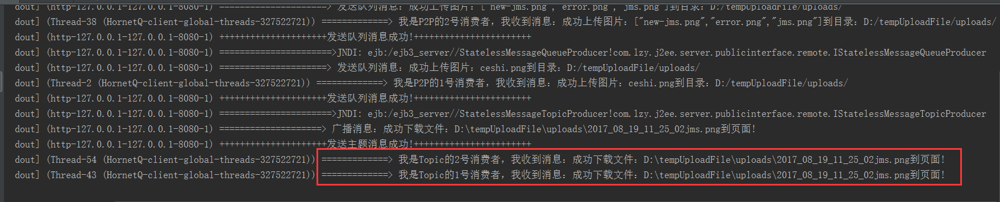 dout] (http-127.0.0.1-127.0.0.1-8080-1) =====================> 发送队列消息：成功上传图片：["new-jms.png","error.png","jms.png"]到目录：D:/tempUploadFile/uploads/
dout] (Thread-38 (HornetQ-client-global-threads-327522721)) =============> 我是P2P的2号消费者，我收到消息：成功上传图片：["new-jms.png","error.png","jms.png"]到目录：D:/tempUploadFile/uploads/
dout] (http-127.0.0.1-127.0.0.1-8080-1) +++++++++++++++++++++发送队列消息成功!+++++++++++++++++++++++
dout] (http-127.0.0.1-127.0.0.1-8080-1) ======================>JNDI: ejb:/ejb3_server//StatelessMessageQueueProducer!com.lzy.j2ee.server.publicinterface.remote.IStatelessMessageQueueProducer
dout] (http-127.0.0.1-127.0.0.1-8080-1) =====================> 发送队列消息：成功上传图片：ceshi.png到目录：D:/tempUploadFile/uploads/
dout] (Thread-2 (HornetQ-client-global-threads-327522721)) =============> 我是P2P的1号消费者，我收到消息：成功上传图片：ceshi.png到目录：D:/tempUploadFile/uploads/
dout] (http-127.0.0.1-127.0.0.1-8080-1) +++++++++++++++++++++发送队列消息成功!+++++++++++++++++++++++
dout] (http-127.0.0.1-127.0.0.1-8080-1) ======================>JNDI: ejb:/ejb3_server//StatelessMessageTopicProducer!com.lzy.j2ee.server.publicinterface.remote.IStatelessMessageTopicProducer
dout] (http-127.0.0.1-127.0.0.1-8080-1) ====================> 广播消息：成功下载文件：D:\tempUploadFile\uploads\2017_08_19_11_25_02jms.png到页面!
dout] (http-127.0.0.1-127.0.0.1-8080-1) +++++++++++++++++++++发送主题消息成功!+++++++++++++++++++++++
dout] (Thread-54 (HornetQ-client-global-threads-327522721)) =============> 我是Topic的2号消费者，我收到消息：成功下载文件：D:\tempUploadFile\uploads\2017_08_19_11_25_02jms.png到页面!
dout] (Thread-43 (HornetQ-client-global-threads-327522721)) =============> 我是Topic的1号消费者，我收到消息：成功下载文件：D:\tempUploadFile\uploads\2017_08_19_11_25_02jms.png到页面!